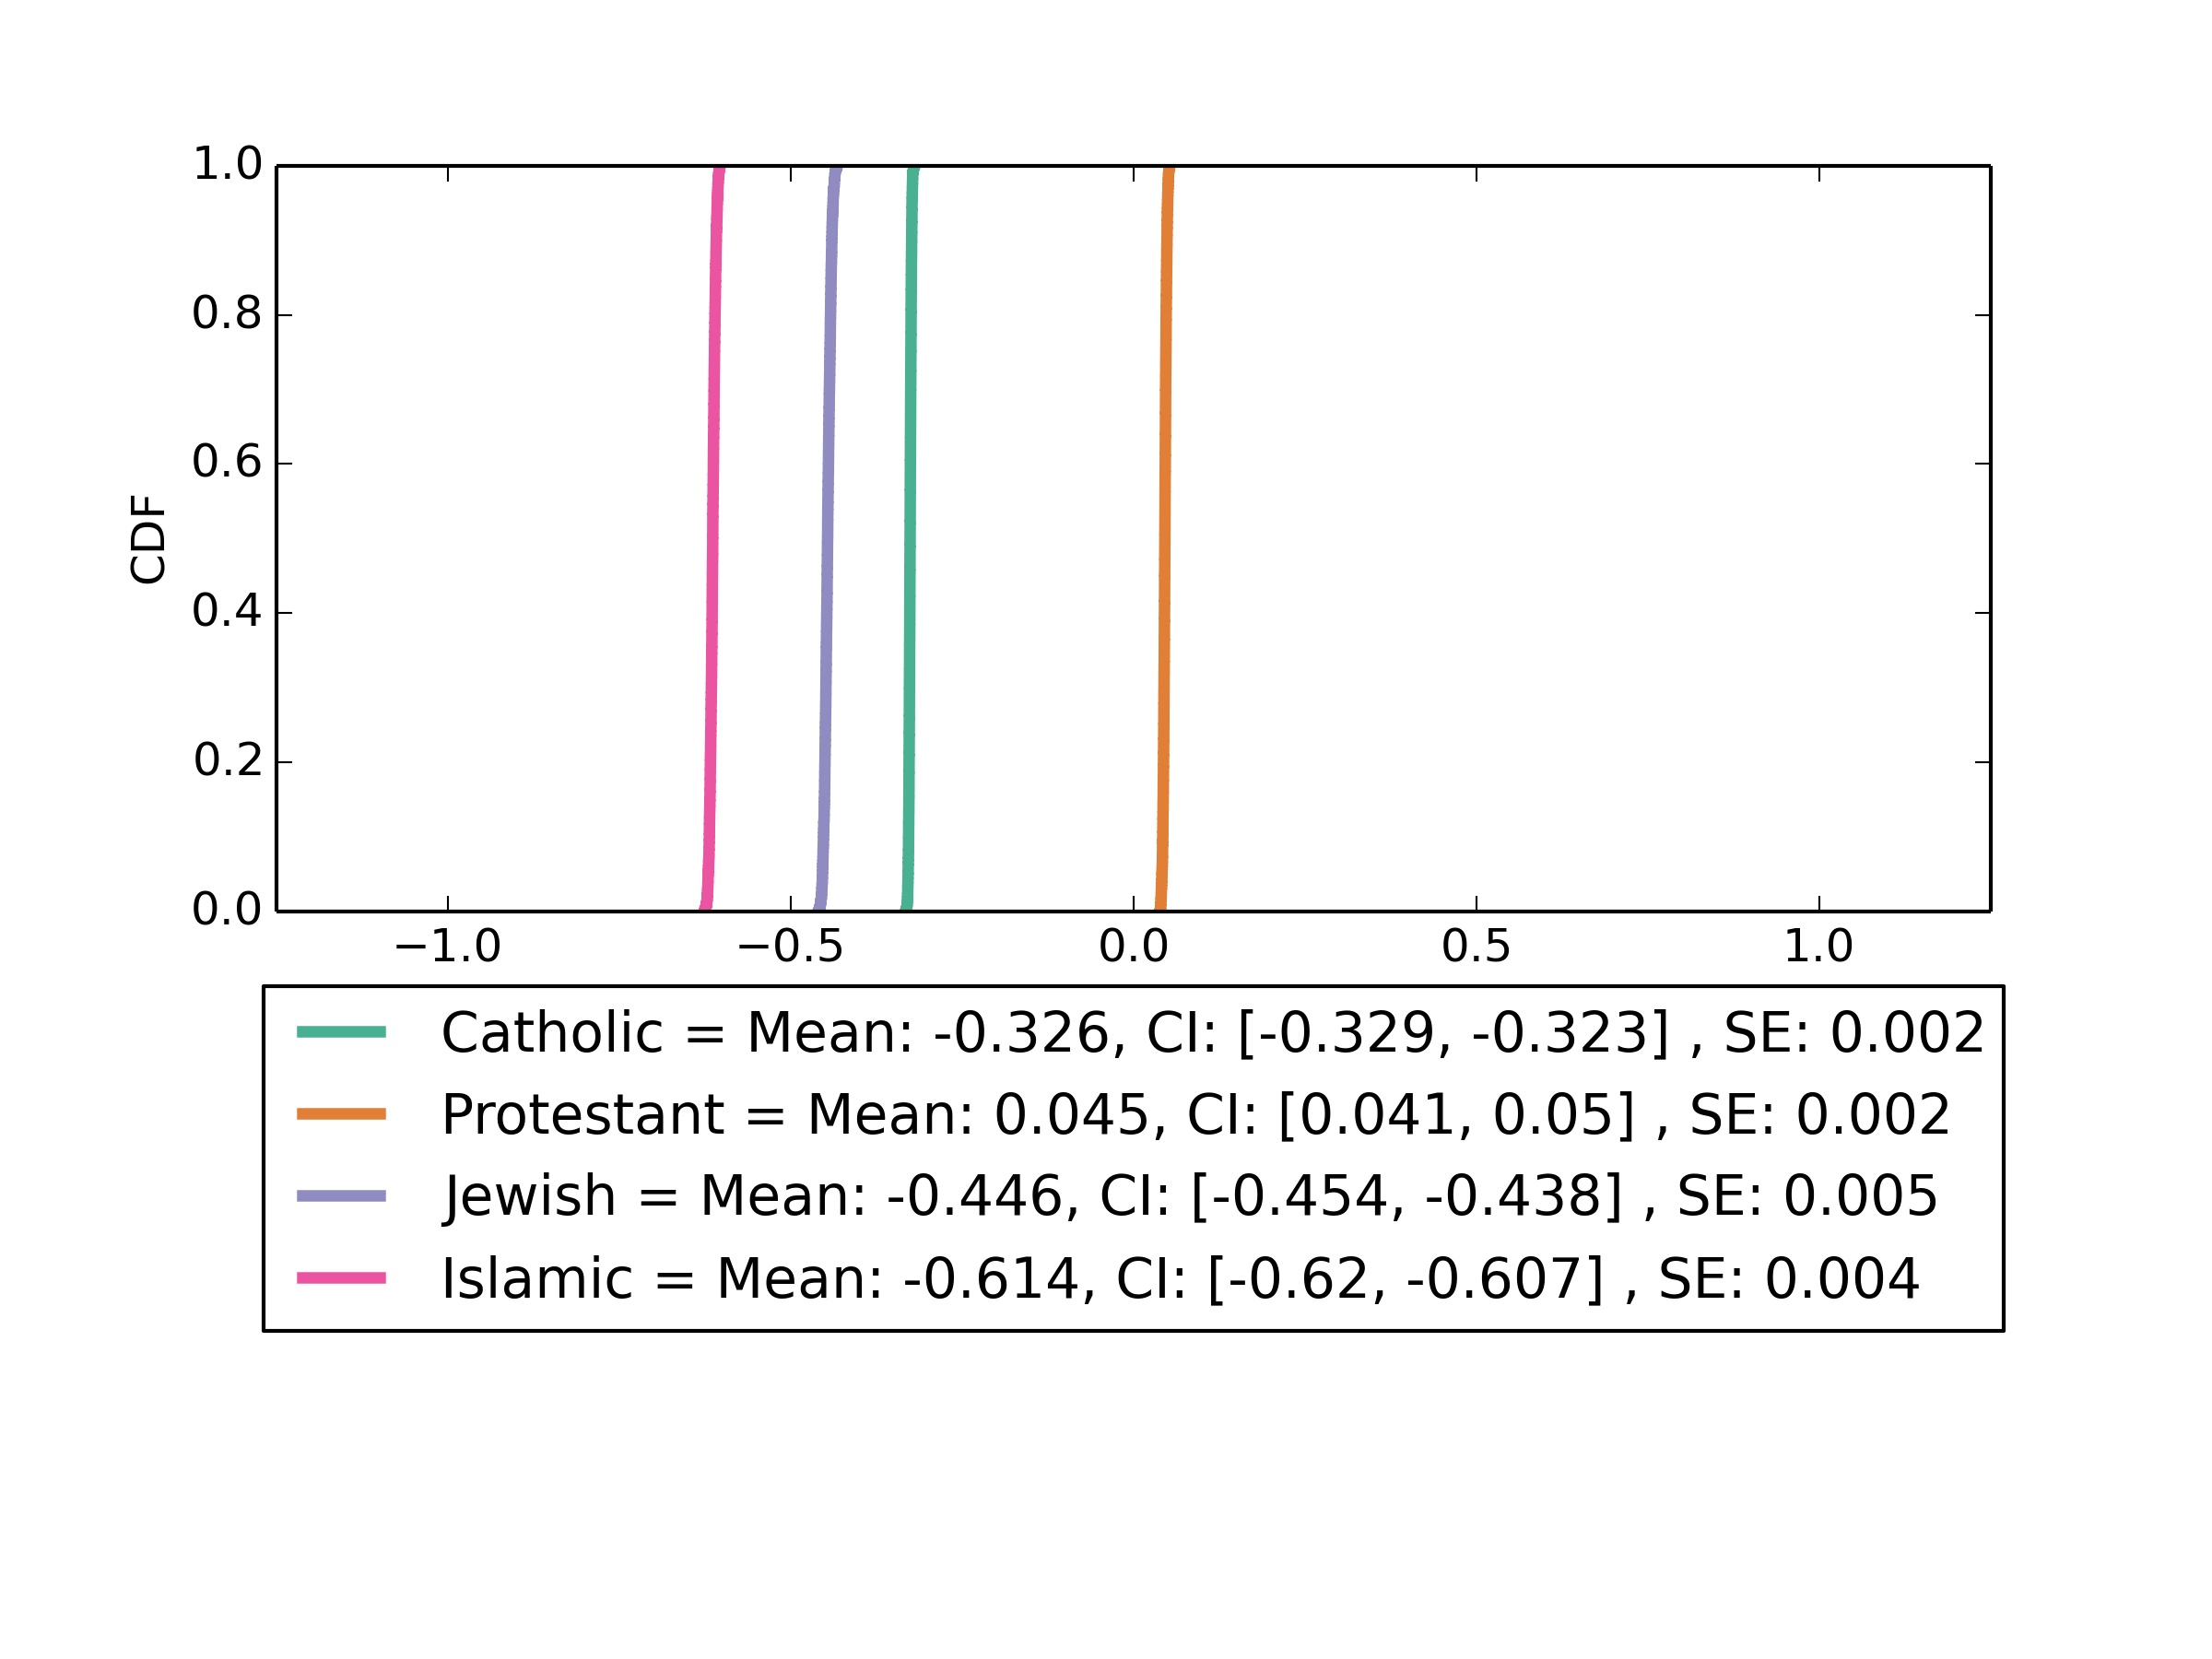 1.0
0.8
0.6
0.4
0.2
0.0
CDF
−1.0 −0.5 0.0 0.5 1.0
Catholic = Mean: -0.326, CI: [-0.329, -0.323] , SE: 0.002
Protestant = Mean: 0.045, CI: [0.041, 0.05] , SE: 0.002
Jewish = Mean: -0.446, CI: [-0.454, -0.438] , SE: 0.005
Islamic = Mean: -0.614, CI: [-0.62, -0.607] , SE: 0.004